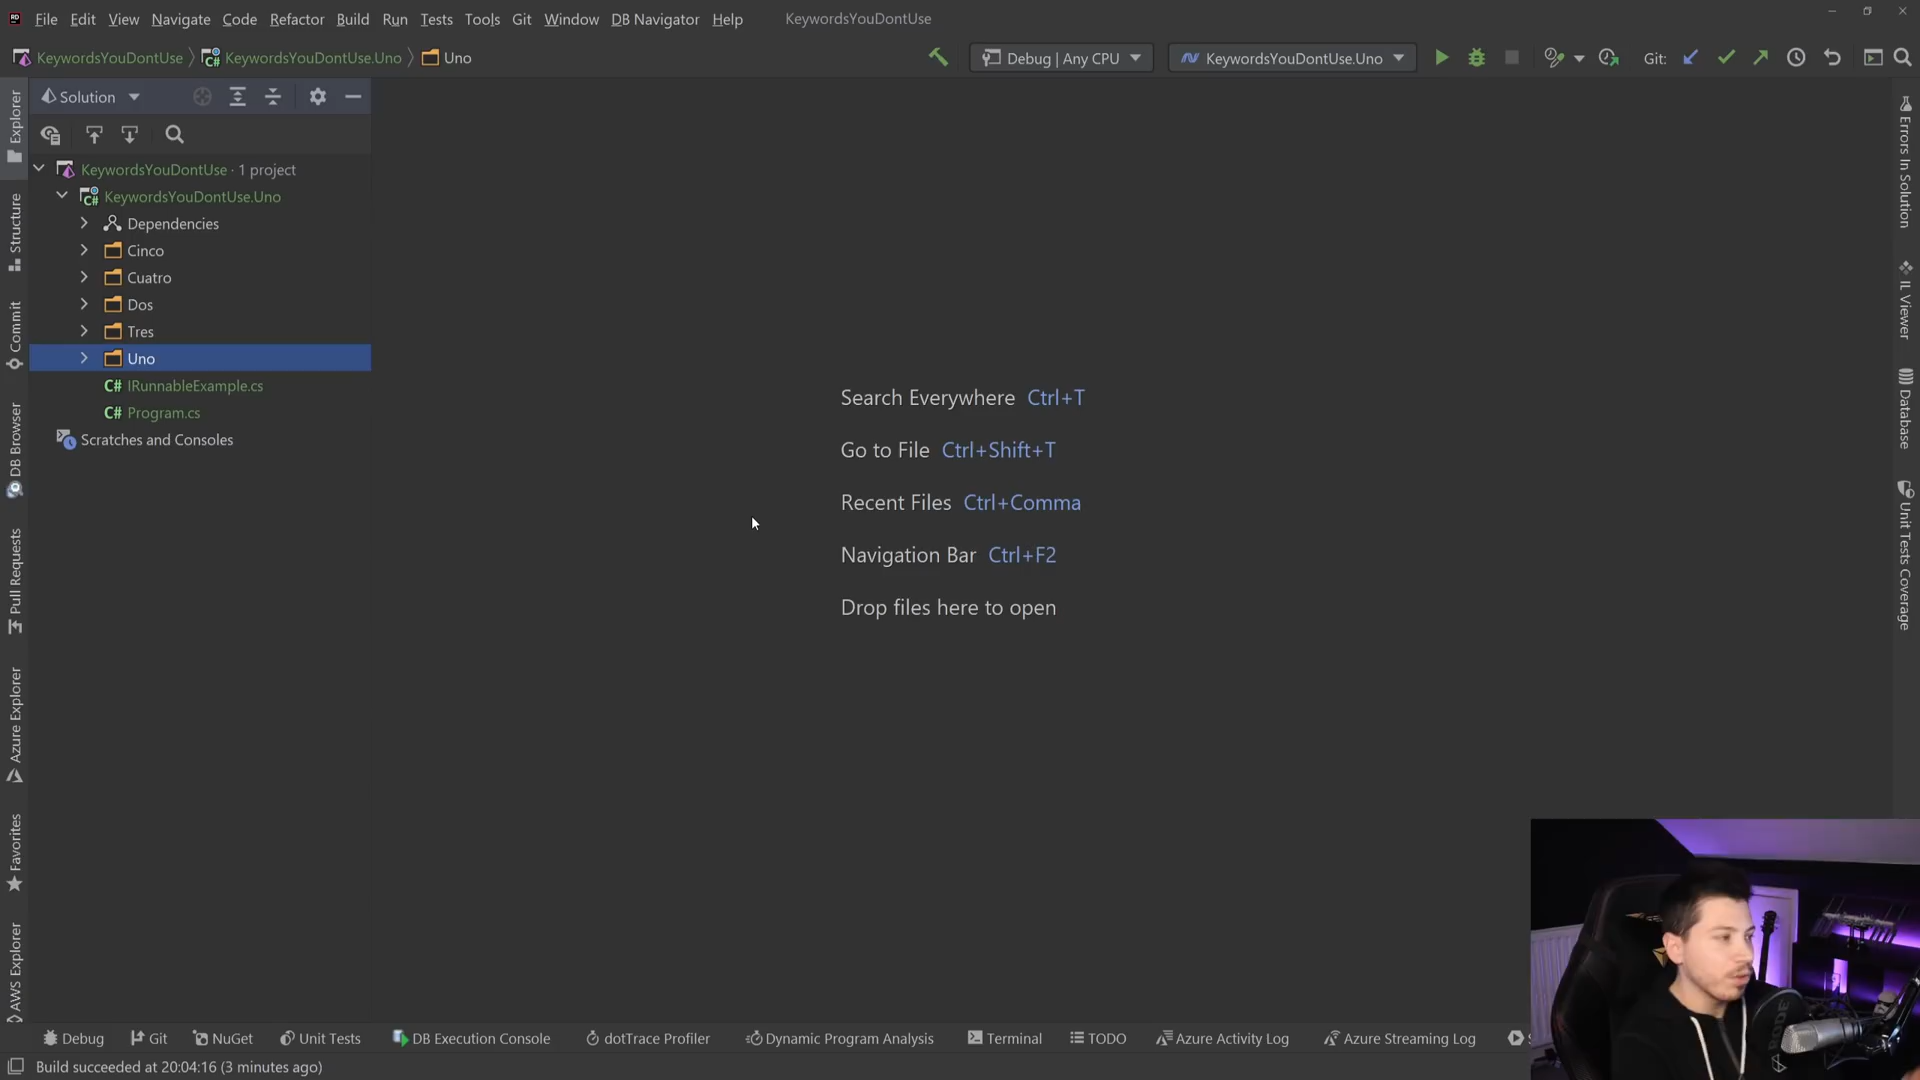 File Edit View Navigate Code Refactor Build Run Tests Tools Git Window DB Navigator Help KeywordsYouDontUse
KeywordsYouDontUse KeywordsYouDontUse.Uno Uno Debug | Any CPU KeywordsYouDontUse.Uno Git:
Solution
KeywordsYouDontUse · 1 project
KeywordsYouDontUse.Uno
Dependencies
Cinco
Cuatro
Dos
Tres
Uno
IRunnableExample.cs
Program.cs
Scratches and Consoles
Explorer
Structure
Commit
DB Browser
Pull Requests
Azure Explorer
Favorites
AWS Explorer
Search Everywhere Ctrl+T
Go to File Ctrl+Shift+T
Recent Files Ctrl+Comma
Navigation Bar Ctrl+F2
Drop files here to open
Errors In Solution
IL Viewer
Database
Unit Tests Coverage
RODE
Debug Git NuGet Unit Tests DB Execution Console dotTrace Profiler Dynamic Program Analysis Terminal TODO Azure Activity Log Azure Streaming Log
Build succeeded at 20:04:16 (3 minutes ago)